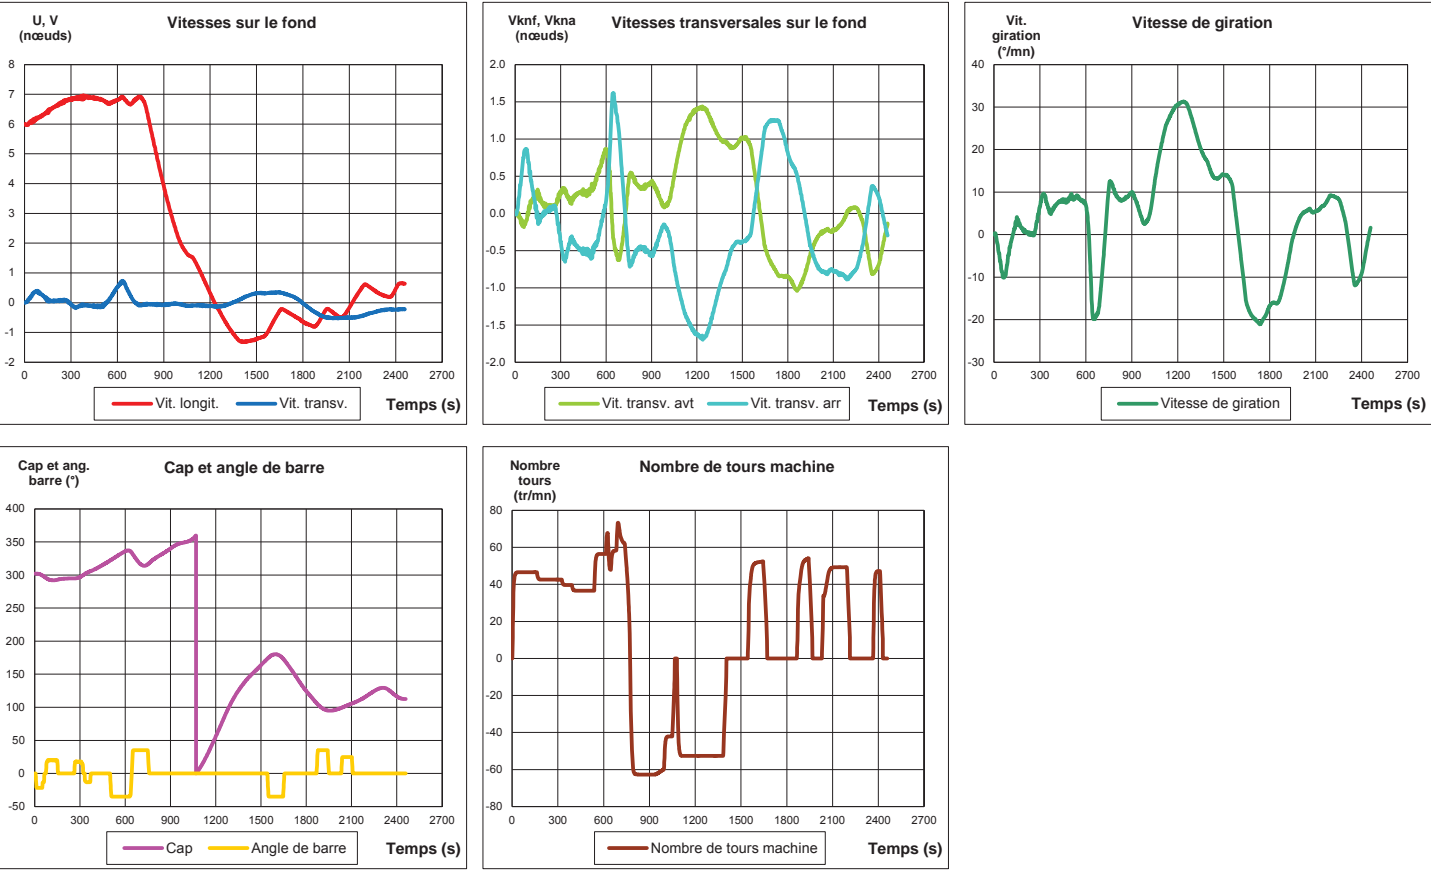 U, V
(nœuds)
Vitesses sur le fond
8
7
6
5
4
3
2
1
0
-1
-2
0 300 600 900 1200 1500 1800 2100 2400 2700
Vit. longit. Vit. transv.
Temps (s)
Vknf, Vkna
(nœuds)
Vitesses transversales sur le fond
2.0
1.5
1.0
0.5
0.0
-0.5
-1.0
-1.5
-2.0
0 300 600 900 1200 1500 1800 2100 2400 2700
Vit. transv. avt Vit. transv. arr
Temps (s)
Vit.
giration
(°/mn)
Vitesse de giration
40
30
20
10
0
-10
-20
-30
0 300 600 900 1200 1500 1800 2100 2400 2700
Vitesse de giration
Temps (s)
Cap et ang.
barre (°)
Cap et angle de barre
400
350
300
250
200
150
100
50
0
-50
0 300 600 900 1200 1500 1800 2100 2400 2700
Cap Angle de barre
Temps (s)
Nombre
tours
(tr/mn)
Nombre de tours machine
80
60
40
20
0
-20
-40
-60
-80
0 300 600 900 1200 1500 1800 2100 2400 2700
Nombre de tours machine
Temps (s)